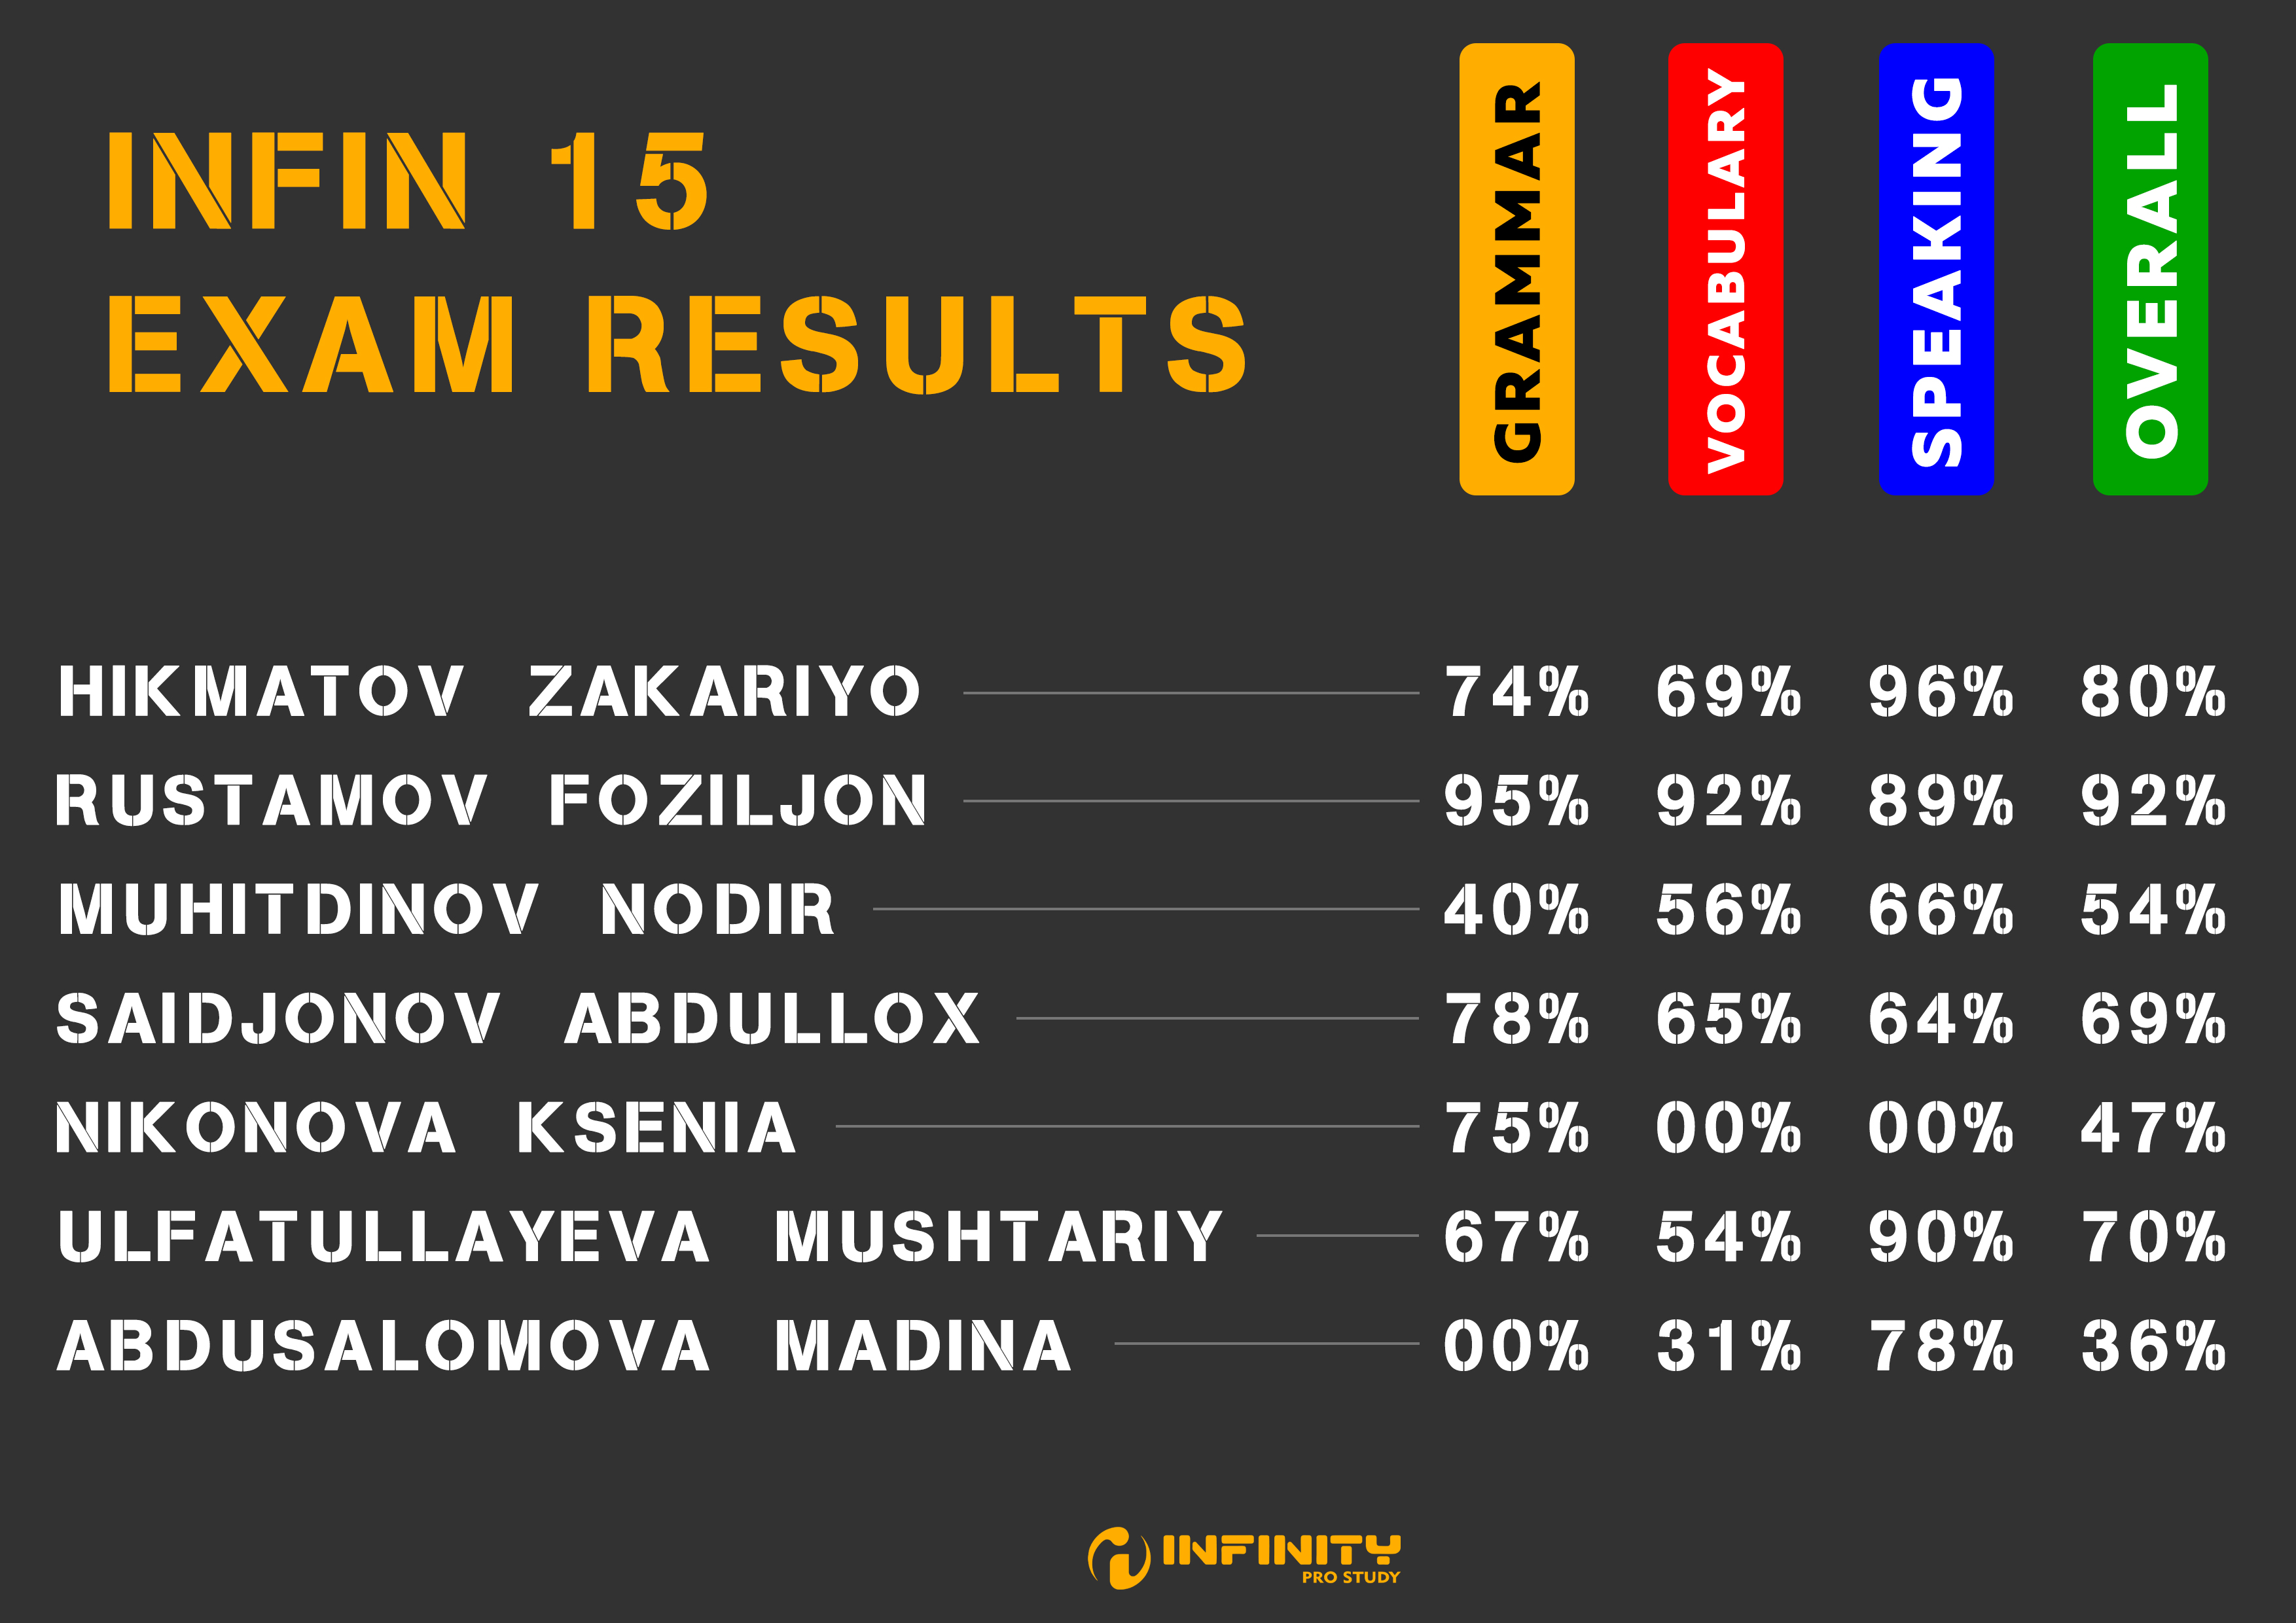 INFIN 15
EXAM RESULTS
GRAMMAR VOCABULARY SPEAKING OVERALL
HIKMATOV ZAKARIYO 74% 69% 96% 80%
RUSTAMOV FOZILJON 95% 92% 89% 92%
MUHITDINOV NODIR 40% 56% 66% 54%
SAIDJONOV ABDULLOX 78% 65% 64% 69%
NIKONOVA KSENIA 75% 00% 00% 47%
ULFATULLAYEVA MUSHTARIY 67% 54% 90% 70%
ABDUSALOMOVA MADINA 00% 31% 78% 36%
INFINITY
PRO STUDY